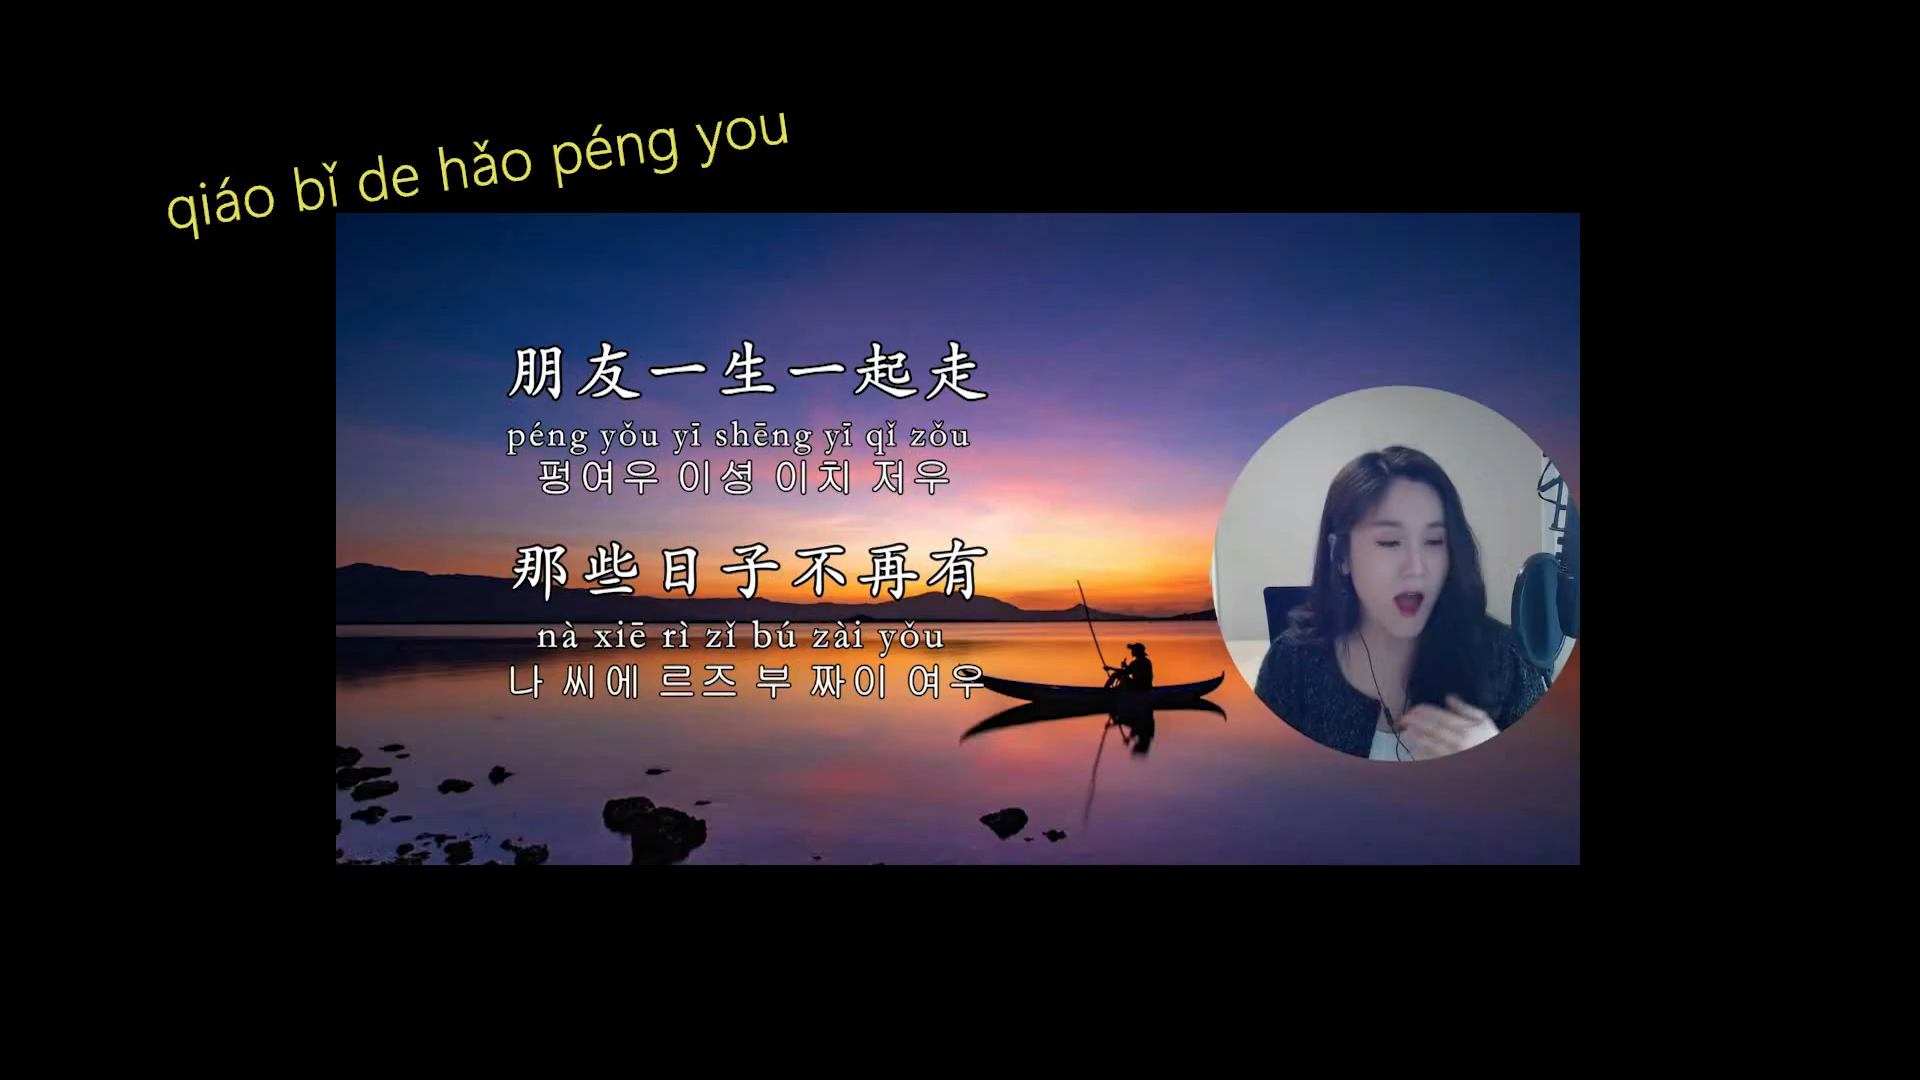 qiáo bǐ de hǎo péng you
朋友一生一起走
péng yǒu yī shēng yī qǐ zǒu
펑여우 이셩 이치 저우
那些日子不再有
nà xiē rì zǐ bú zài yǒu
나 씨에 르즈 부 짜이 여우